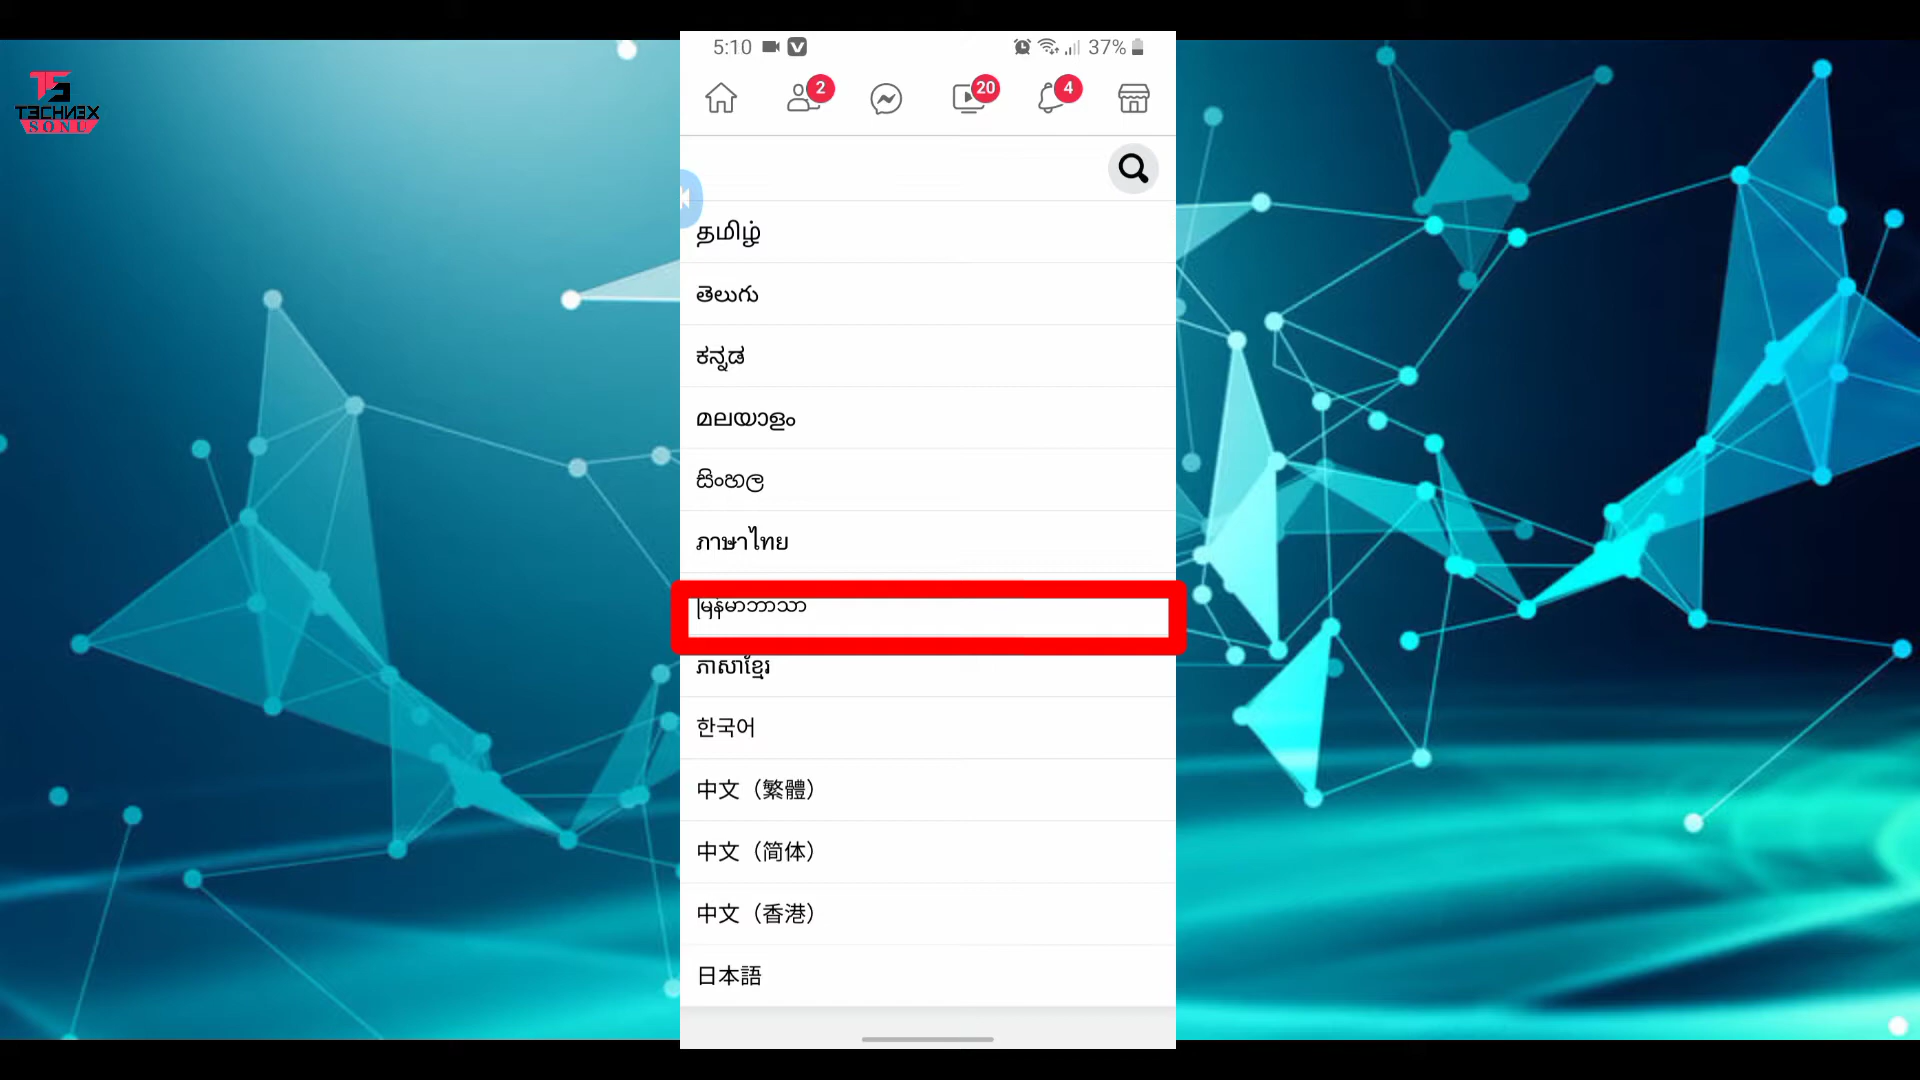 TS
T3CHN3X
SONU
5:10
37%
2
20
4
தமிழ்
తెలుగు
ಕನ್ನಡ
മലയാളം
සිංහල
ภาษาไทย
မြန်မာဘာသာ
ភាសាខ្មែរ
한국어
中文（繁體）
中文（简体）
中文（香港）
日本語